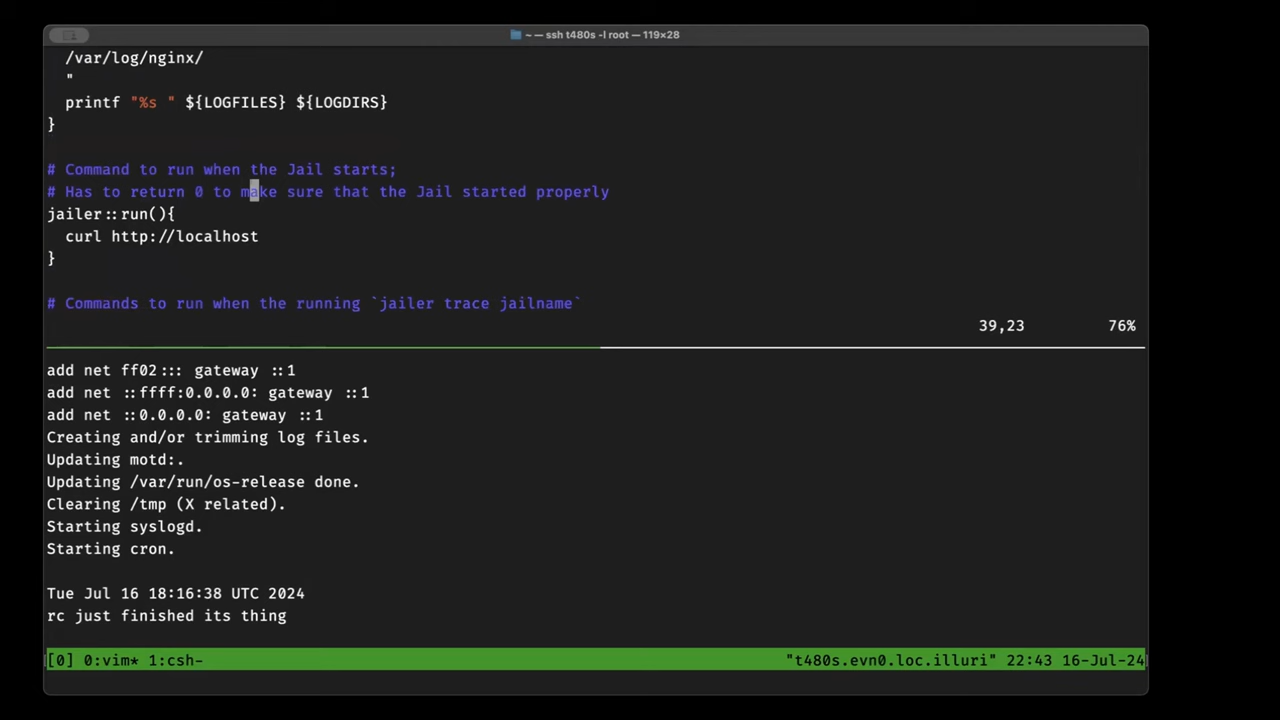 ~ — ssh t480s -l root — 119×28
/var/log/nginx/
"
printf "%s " ${LOGFILES} ${LOGDIRS}
}
# Command to run when the Jail starts;
# Has to return 0 to make sure that the Jail started properly
jailer::run(){
curl http://localhost
}
# Commands to run when the running `jailer trace jailname`
39,23 76%
add net ff02::: gateway ::1
add net ::ffff:0.0.0.0: gateway ::1
add net ::0.0.0.0: gateway ::1
Creating and/or trimming log files.
Updating motd:.
Updating /var/run/os-release done.
Clearing /tmp (X related).
Starting syslogd.
Starting cron.
Tue Jul 16 18:16:38 UTC 2024
rc just finished its thing
[0] 0:vim* 1:csh- "t480s.evn0.loc.illuri" 22:43 16-Jul-24